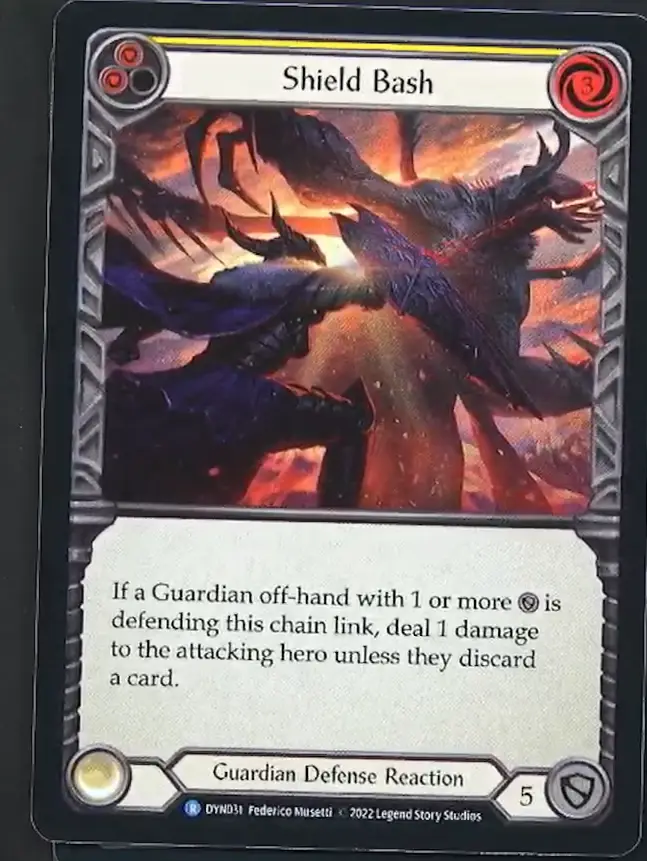 Shield Bash
3
If a Guardian off-hand with 1 or more is
defending this chain link, deal 1 damage
to the attacking hero unless they discard
a card.
Guardian Defense Reaction
5
R DYN031 Federico Musetti © 2022 Legend Story Studios